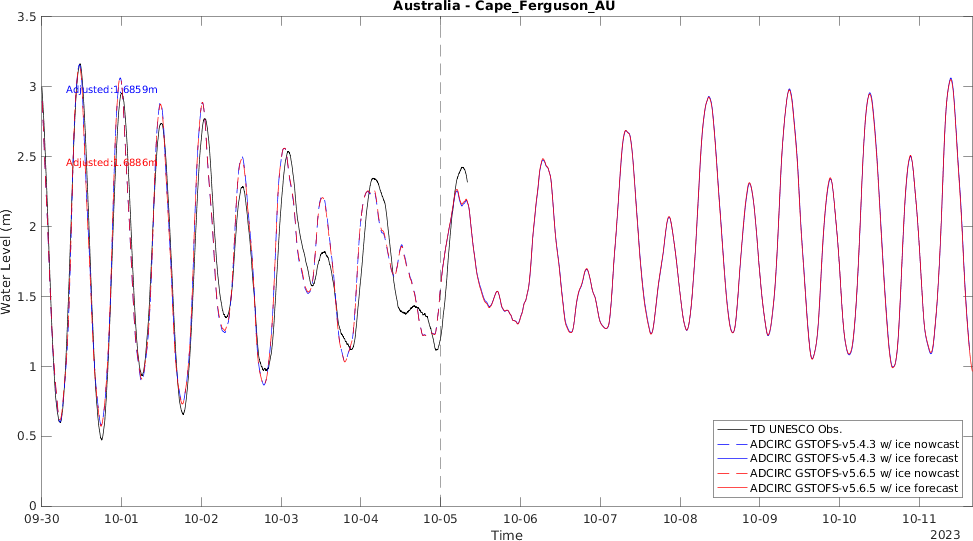 Australia - Cape_Ferguson_AU
3.5
3
2.5
2
1.5
1
0.5
0
Water Level (m)
Adjusted:1.6859m
Adjusted:1.6886m
TD UNESCO Obs.
ADCIRC GSTOFS-v5.4.3 w/ ice nowcast
ADCIRC GSTOFS-v5.4.3 w/ ice forecast
ADCIRC GSTOFS-v5.6.5 w/ ice nowcast
ADCIRC GSTOFS-v5.6.5 w/ ice forecast
09-30 10-01 10-02 10-03 10-04 10-05 10-06 10-07 10-08 10-09 10-10 10-11
Time
2023